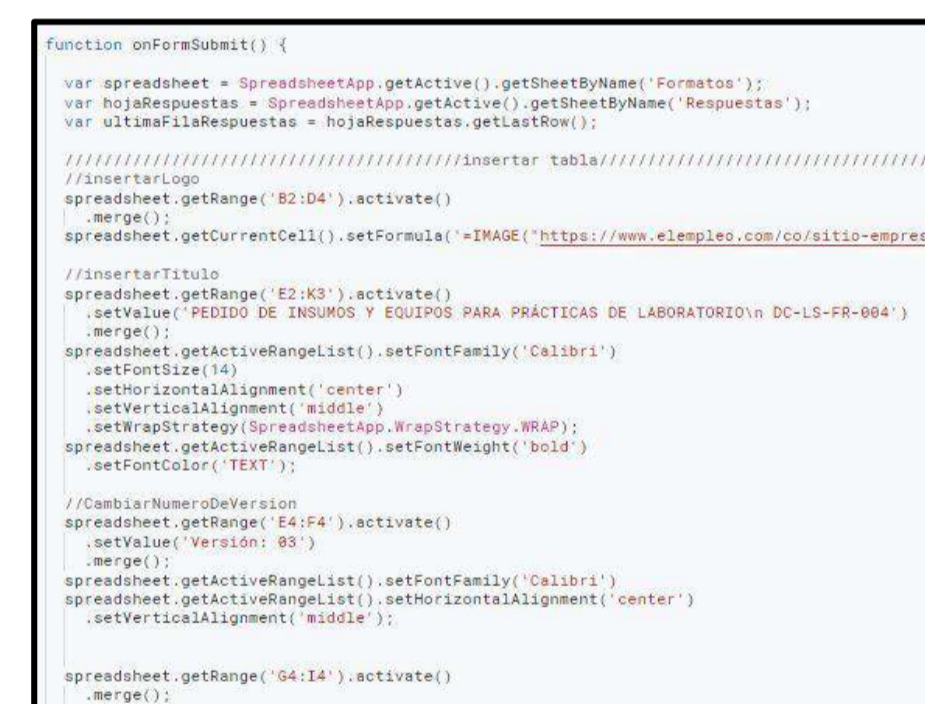 function onFormSubmit() {
var spreadsheet = SpreadsheetApp.getActive().getSheetByName('Formatos');
var hojaRespuestas = SpreadsheetApp.getActive().getSheetByName('Respuestas');
var ultimaFilaRespuestas = hojaRespuestas.getLastRow();
/////////////////////////////////////////insertar tabla//////////////////////////////////
//insertarLogo
spreadsheet.getRange('B2:D4').activate()
.merge();
spreadsheet.getCurrentCell().setFormula('=IMAGE("https://www.elempleo.com/co/sitio-empres
//insertarTitulo
spreadsheet.getRange('E2:K3').activate()
.setValue('PEDIDO DE INSUMOS Y EQUIPOS PARA PRÁCTICAS DE LABORATORIO\n DC-LS-FR-004')
.merge();
spreadsheet.getActiveRangeList().setFontFamily('Calibri')
.setFontSize(14)
.setHorizontalAlignment('center')
.setVerticalAlignment('middle')
.setWrapStrategy(SpreadsheetApp.WrapStrategy.WRAP);
spreadsheet.getActiveRangeList().setFontWeight('bold')
.setFontColor('TEXT');
//CambiarNumeroDeVersion
spreadsheet.getRange('E4:F4').activate()
.setValue('Versión: 03')
.merge();
spreadsheet.getActiveRangeList().setFontFamily('Calibri')
spreadsheet.getActiveRangeList().setHorizontalAlignment('center')
.setVerticalAlignment('middle');
spreadsheet.getRange('G4:I4').activate()
.merge();